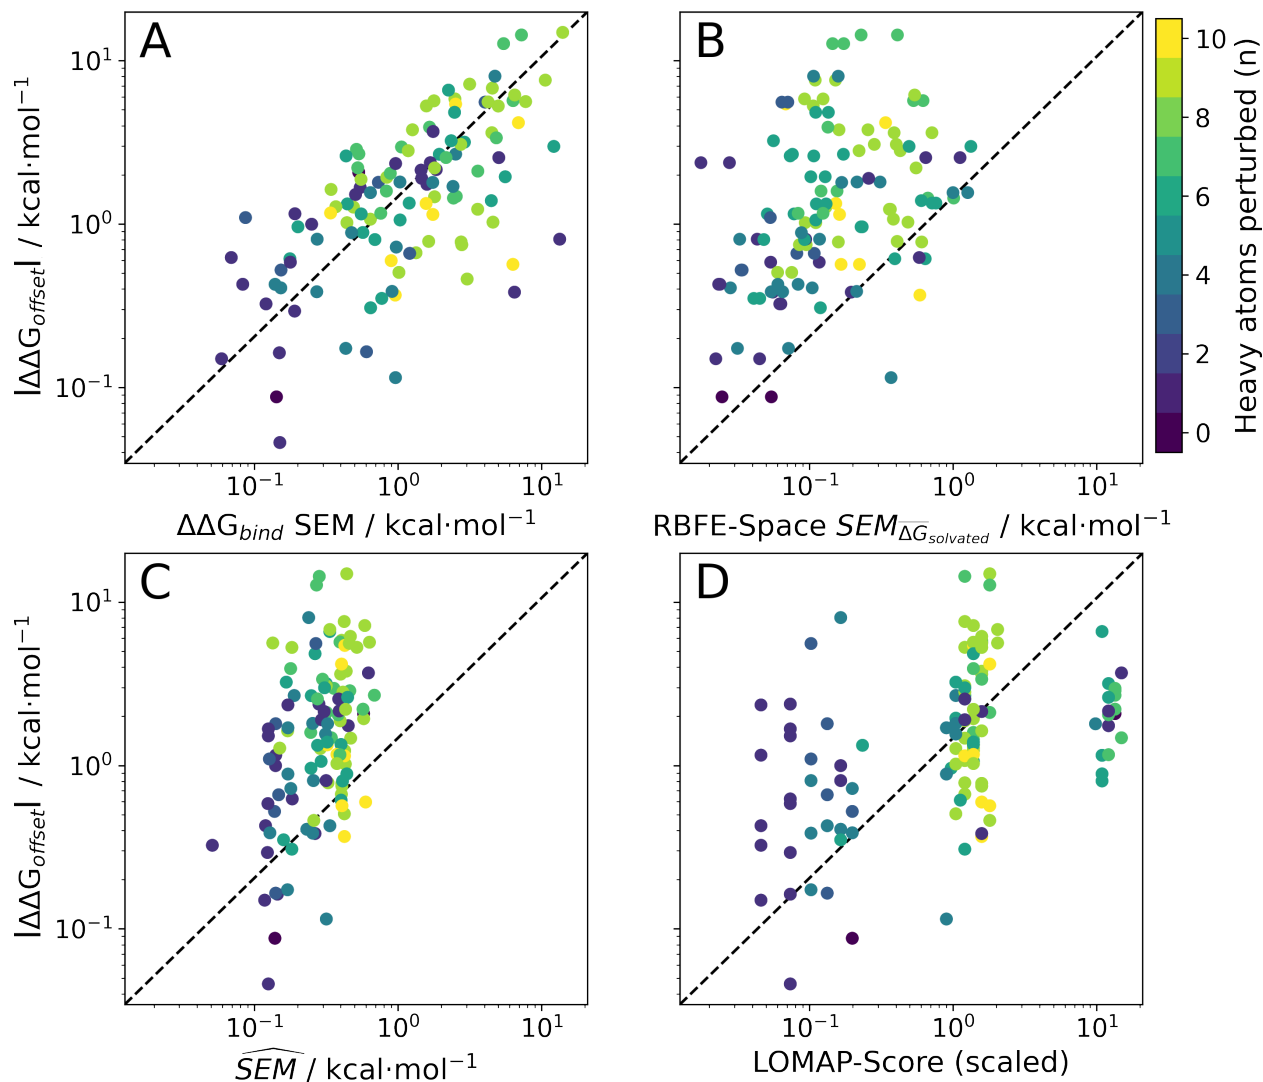 A
B
|ΔΔG_offset| / kcal·mol⁻¹
10¹
10⁰
10⁻¹
10⁻¹ 10⁰ 10¹
10⁻¹ 10⁰ 10¹
ΔΔG_bind SEM / kcal·mol⁻¹
RBFE-Space SEM_ΔG̅_solvated / kcal·mol⁻¹
10
8
6
4
2
0
Heavy atoms perturbed (n)
C
D
|ΔΔG_offset| / kcal·mol⁻¹
10¹
10⁰
10⁻¹
10⁻¹ 10⁰ 10¹
10⁻¹ 10⁰ 10¹
S͡EM / kcal·mol⁻¹
LOMAP-Score (scaled)